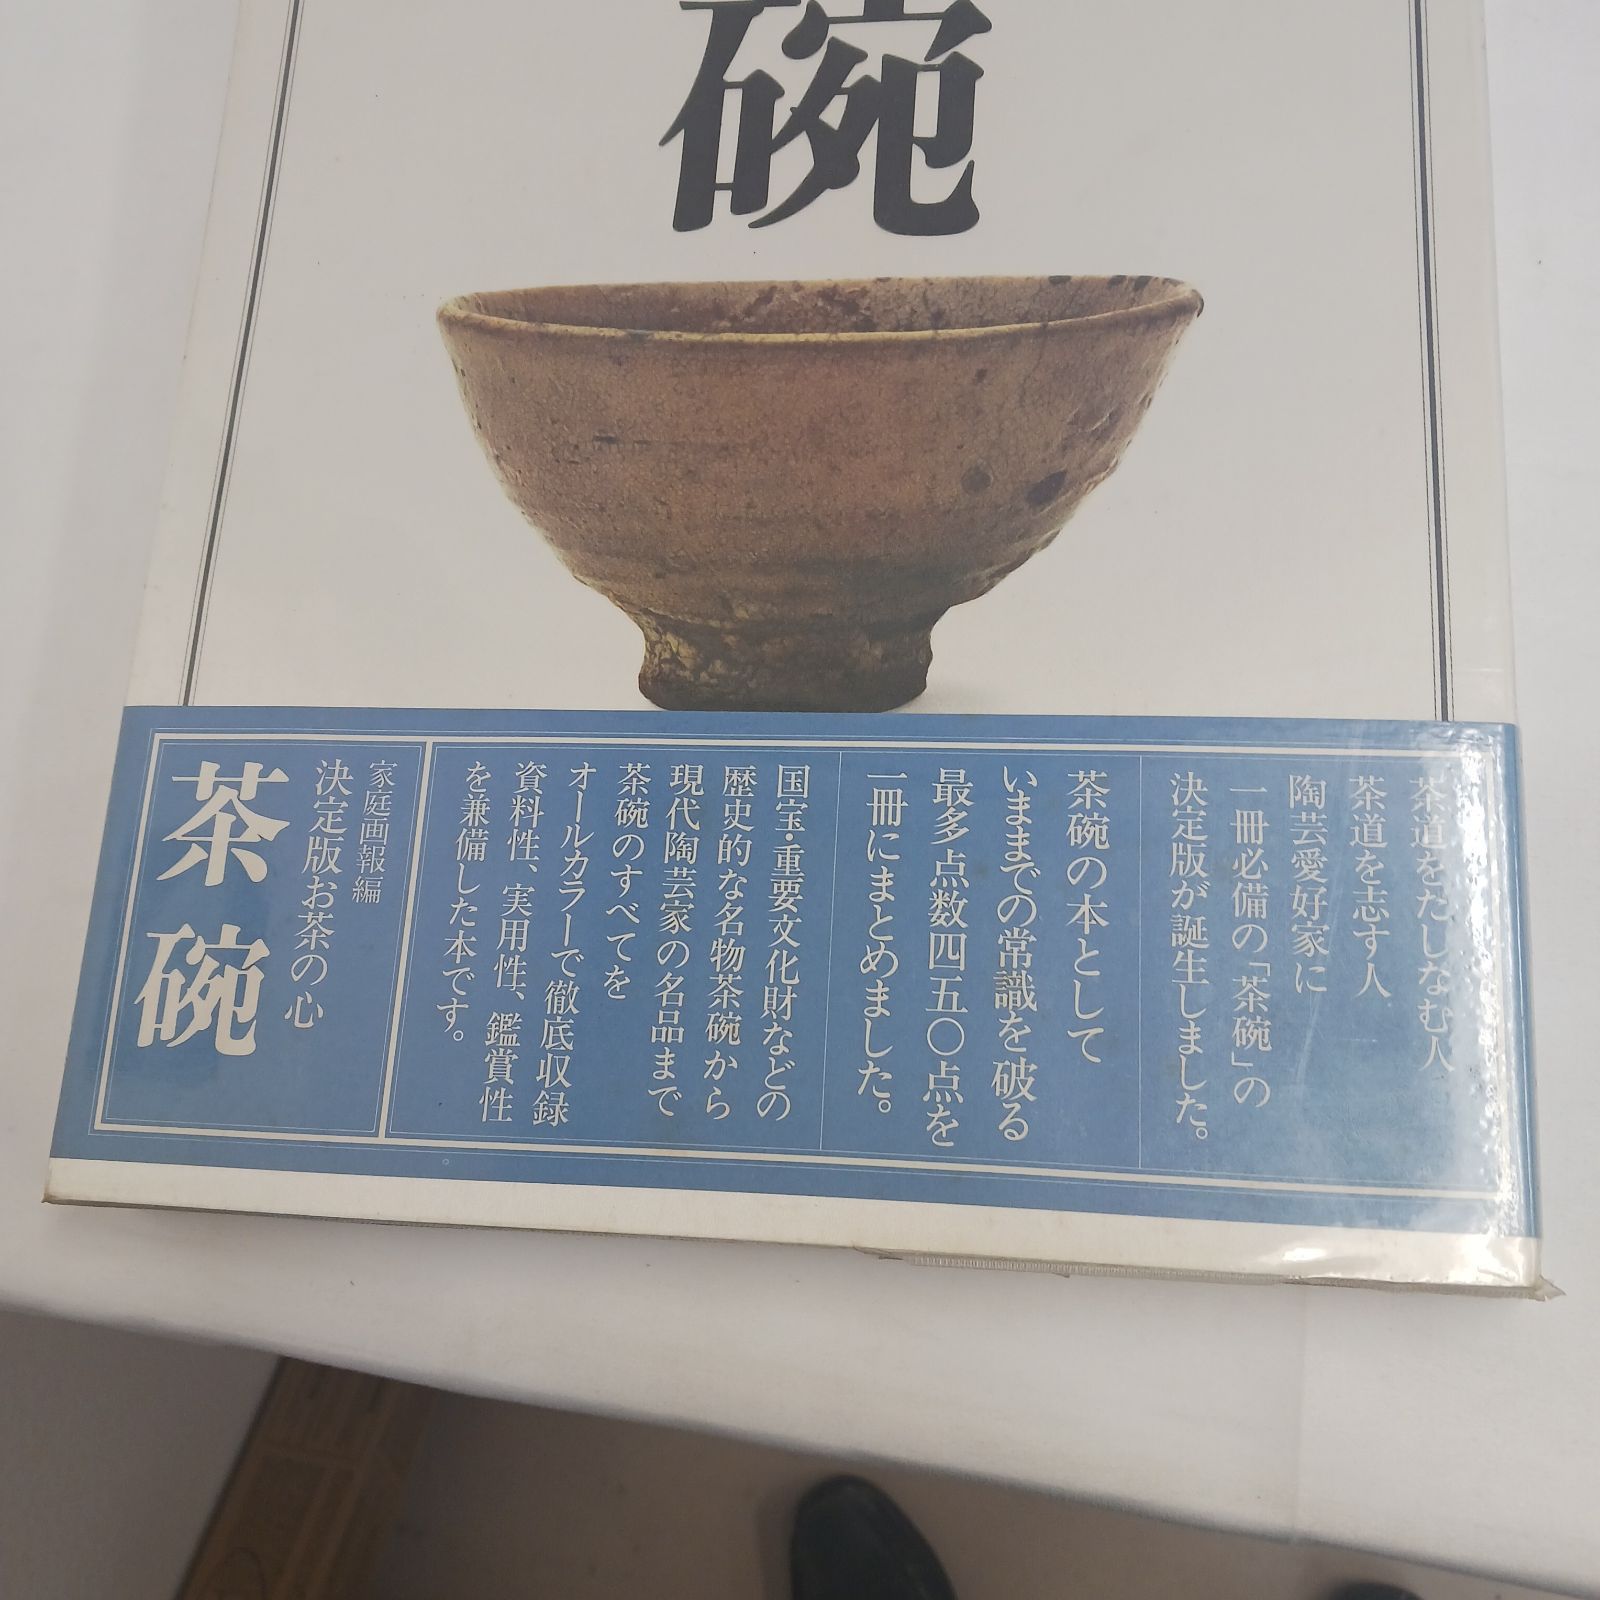 碗
茶道をたしなむ人
茶道を志す人
陶芸愛好家に
一冊必備の「茶碗」の
決定版が誕生しました。
茶碗の本として
いままでの常識を破る
最多点数四五〇点を
一冊にまとめました。
国宝・重要文化財などの
歴史的な名物茶碗から
現代陶芸家の名品まで
茶碗のすべてを
オールカラーで徹底収録
資料性、実用性、鑑賞性
を兼備した本です。
家庭画報編
決定版お茶の心
茶碗